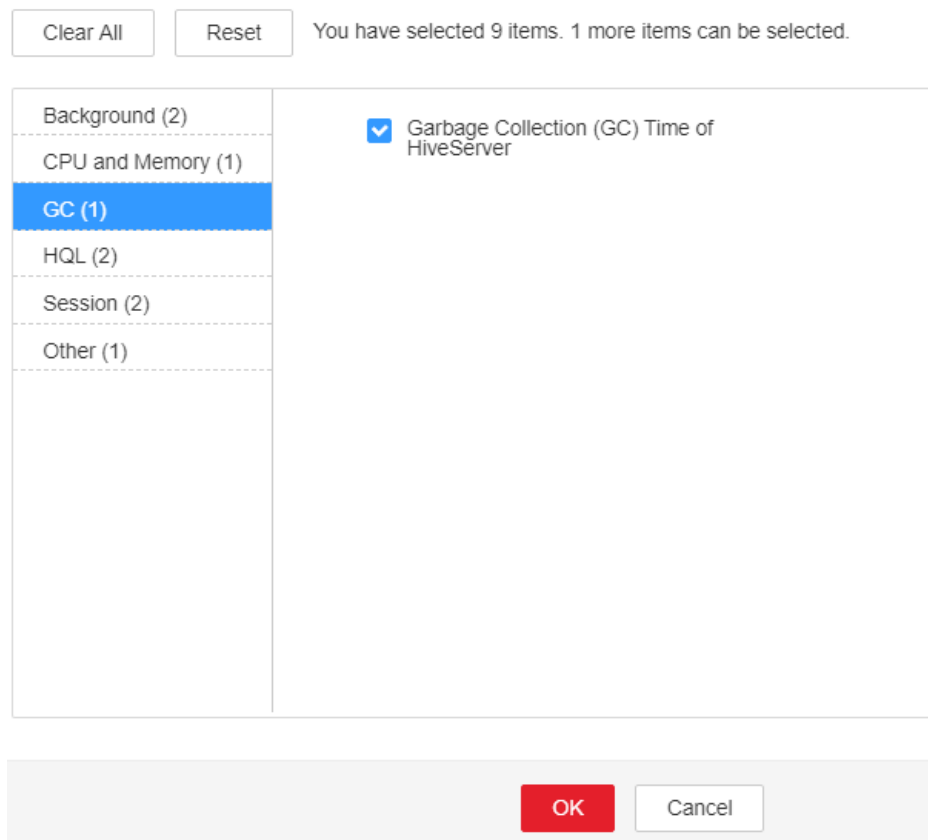 Clear All
Reset
You have selected 9 items. 1 more items can be selected.
Background (2)
CPU and Memory (1)
GC (1)
HQL (2)
Session (2)
Other (1)
Garbage Collection (GC) Time of
HiveServer
OK
Cancel